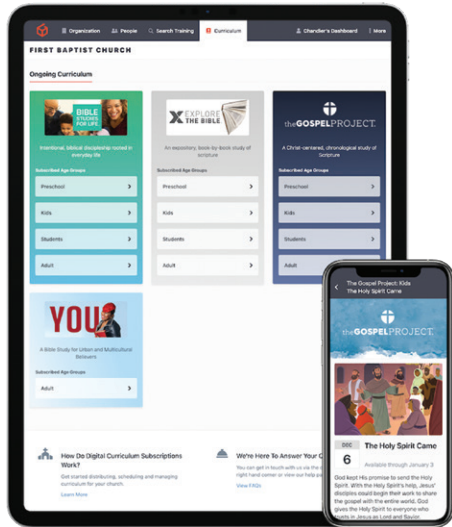 Organization
People
Search Training
Curriculum
Chandler's Dashboard
More
FIRST BAPTIST CHURCH
Ongoing Curriculum
BIBLE
STUDIES
FOR LIFE
Intentional, biblical discipleship rooted in
everyday life
Subscribed Age Groups
Preschool
Kids
Students
Adult
EXPLORE
THE BIBLE
An expository, book-by-book study of
scripture
Subscribed Age Groups
Preschool
Kids
Students
Adult
theGOSPELPROJECT.
A Christ-centered, chronological study of
Scripture
Subscribed Age Groups
Preschool
Kids
Students
Adult
YOU
A Bible Study for Urban and Multicultural
Believers
Subscribed Age Groups
Adult
How Do Digital Curriculum Subscriptions
Work?
Get started distributing, scheduling and managing
curriculum for your church.
Learn More
We're Here To Answer Your
You can get in touch with us via the
right hand corner or view our help
View FAQs
The Gospel Project: Kids
The Holy Spirit Came
theGOSPELPROJECT.
DEC
6
The Holy Spirit Came
Available through January 3
God kept His promise to send the Holy
Spirit. With the Holy Spirit's help, Jesus'
disciples could begin their work to share
the gospel with the entire world. God
gives the Holy Spirit to everyone who
trusts in Jesus as Lord and Savior.